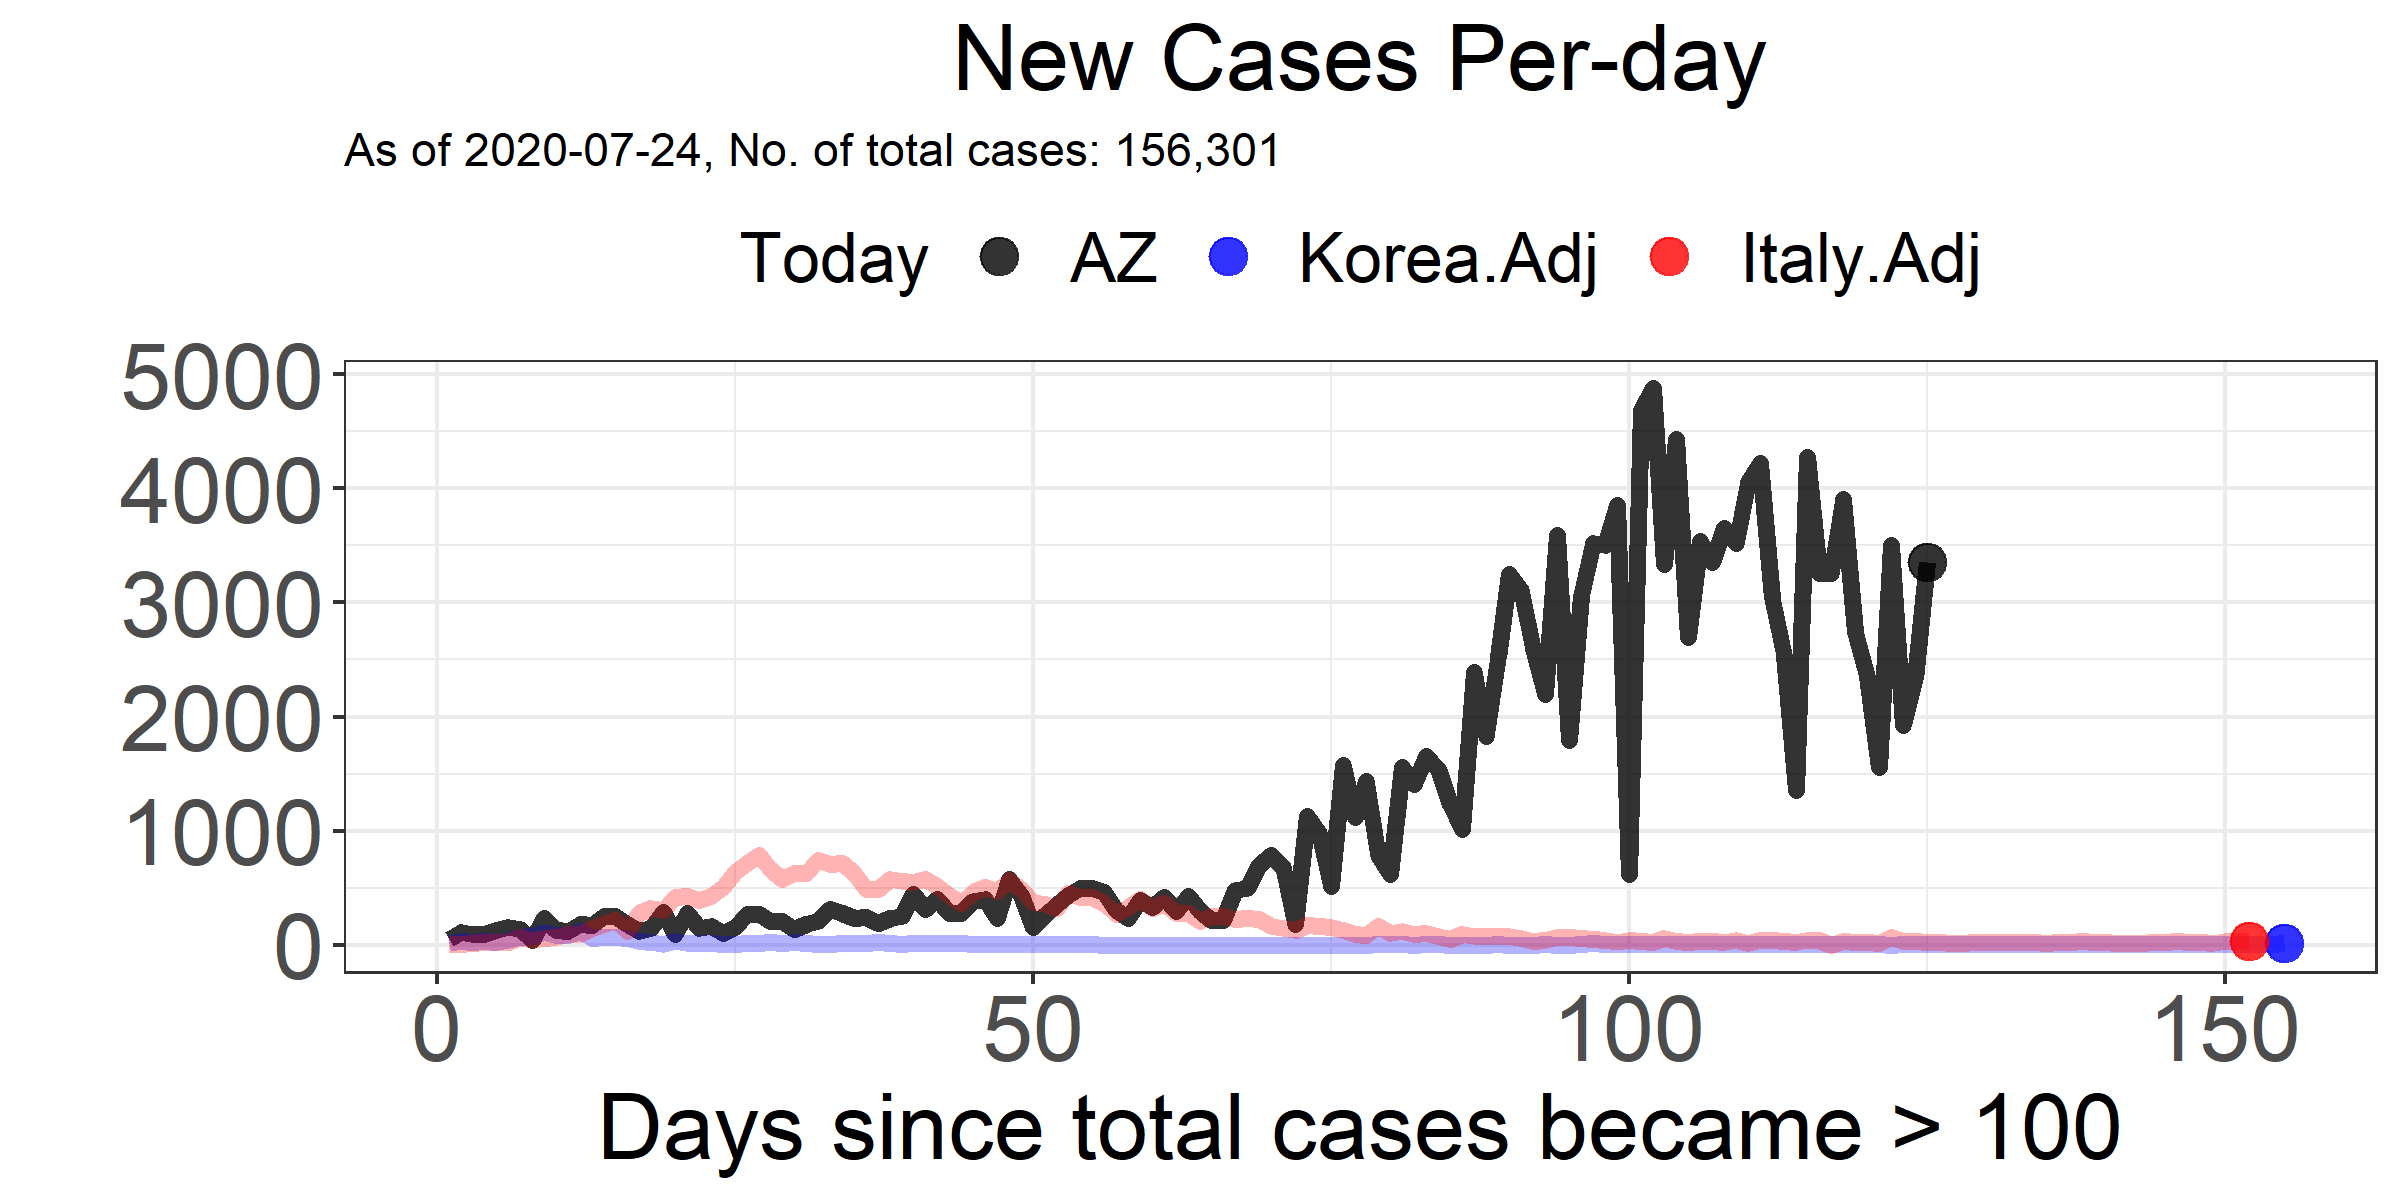 New Cases Per-day
As of 2020-07-24, No. of total cases: 156,301
Today AZ Korea.Adj Italy.Adj
5000
4000
3000
2000
1000
0
0 50 100 150
Days since total cases became > 100